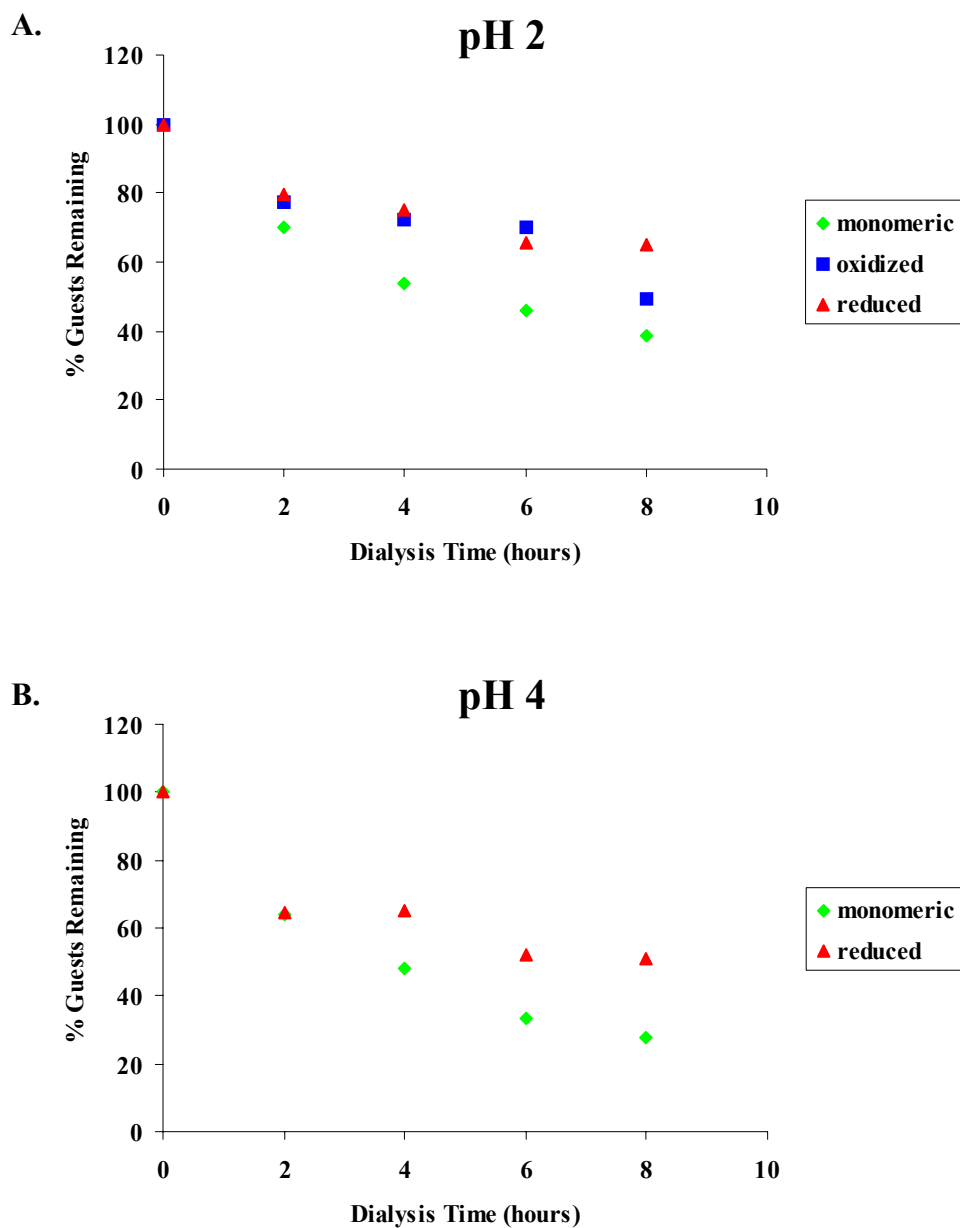 A.
pH 2
120
100
80
60
40
20
0
% Guests Remaining
0 2 4 6 8 10
Dialysis Time (hours)
monomeric
oxidized
reduced
B.
pH 4
120
100
80
60
40
20
0
% Guests Remaining
0 2 4 6 8 10
Dialysis Time (hours)
monomeric
reduced